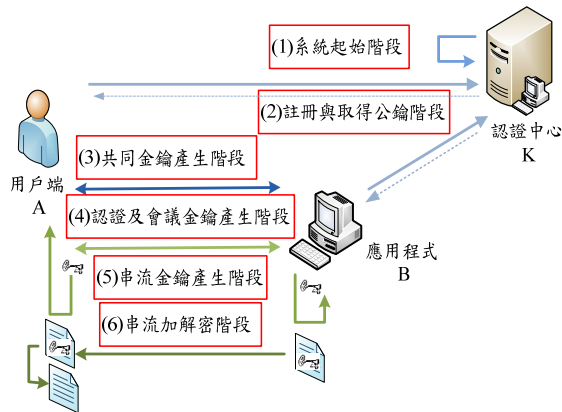 (1)系統起始階段
(2)註冊與取得公鑰階段
認證中心
K
(3)共同金鑰產生階段
用戶端
A
(4)認證及會議金鑰產生階段
應用程式
B
(5)串流金鑰產生階段
(6)串流加解密階段